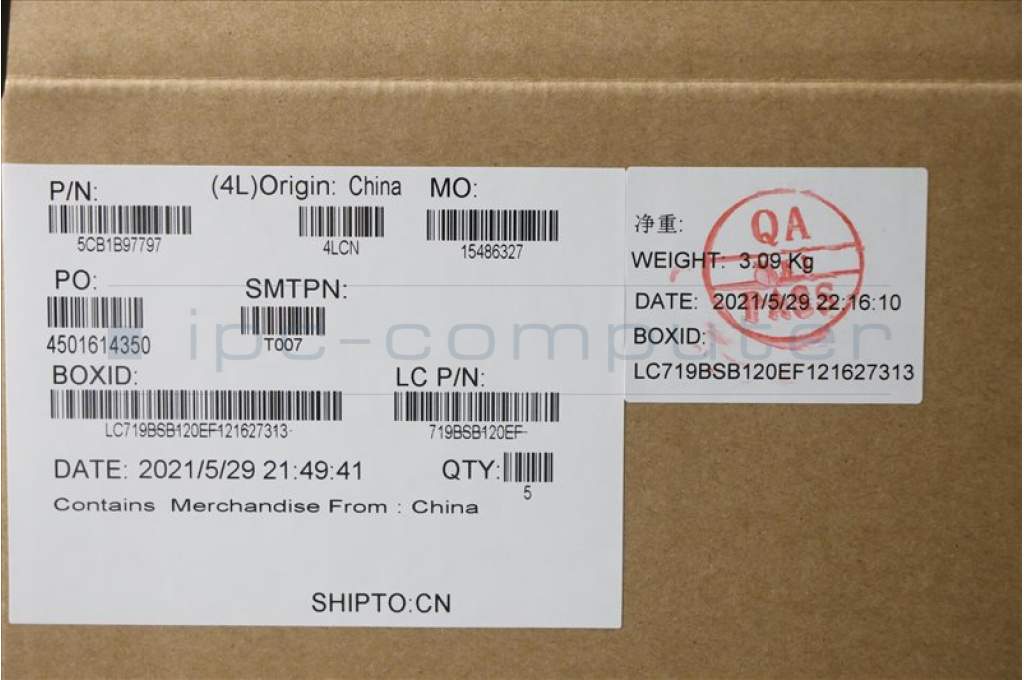 P/N:
5CB1B97797
(4L)Origin: China
4LCN
MO:
15486327
PO:
4501614350
SMTPN:
T007
BOXID:
LC719BSB120EF121627313
LC P/N:
719BSB120EF
DATE: 2021/5/29 21:49:41
QTY:
5
Contains Merchandise From : China
SHIPTO:CN
净重:
WEIGHT: 3.09 Kg
DATE: 2021/5/29 22:16:10
BOXID:
LC719BSB120EF121627313
QA
PASS
ipc-computer